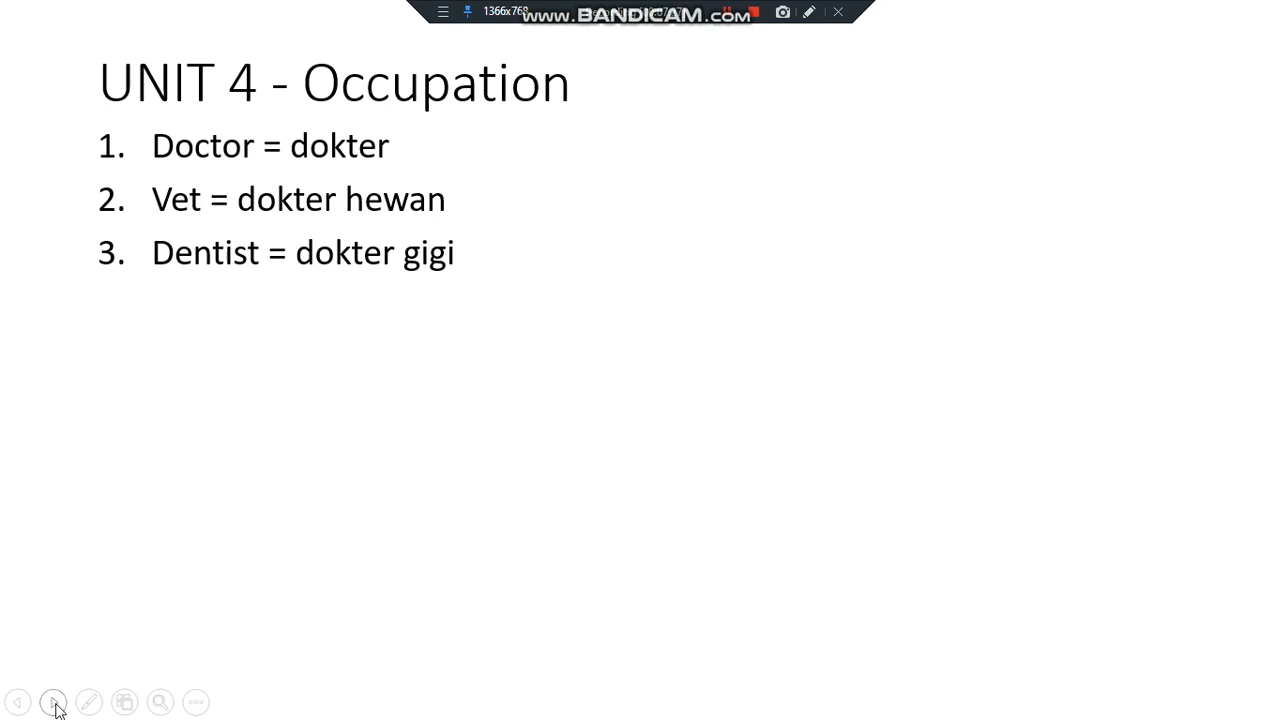 1366x768
www.BANDICAM.com
UNIT 4 - Occupation
1. Doctor = dokter
2. Vet = dokter hewan
3. Dentist = dokter gigi